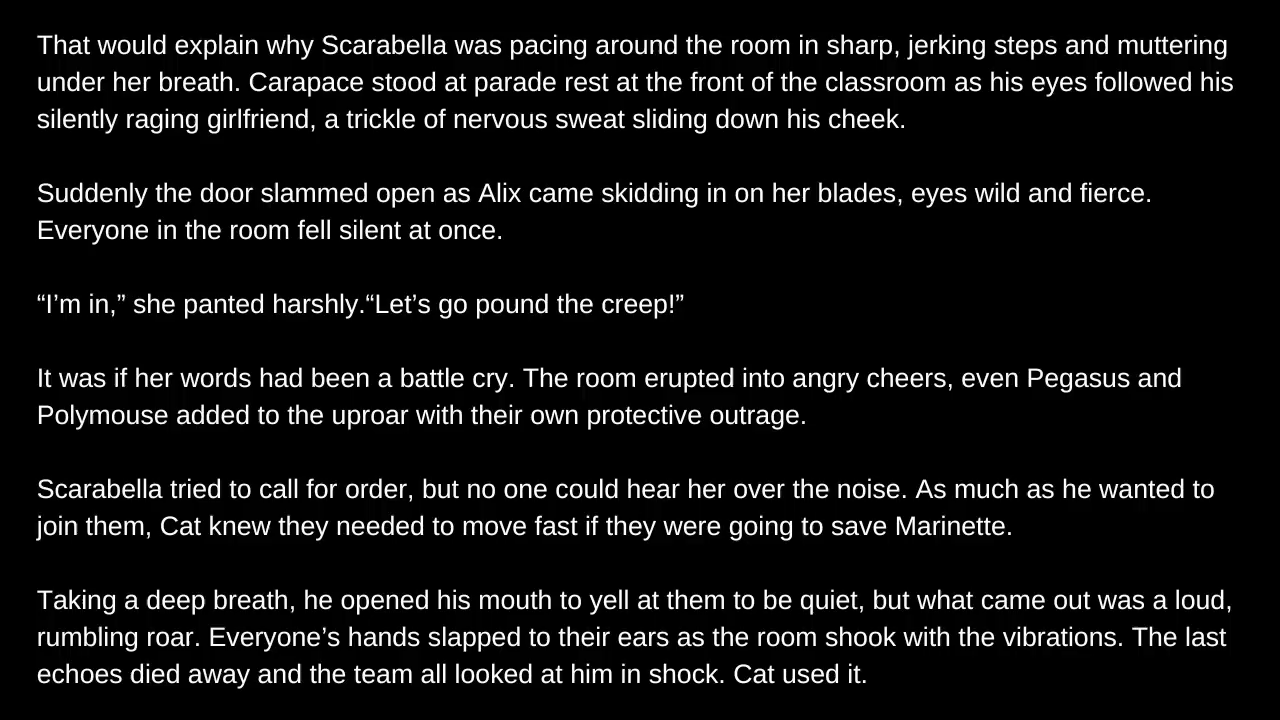 That would explain why Scarabella was pacing around the room in sharp, jerking steps and muttering
under her breath. Carapace stood at parade rest at the front of the classroom as his eyes followed his
silently raging girlfriend, a trickle of nervous sweat sliding down his cheek.
Suddenly the door slammed open as Alix came skidding in on her blades, eyes wild and fierce.
Everyone in the room fell silent at once.
“I’m in,” she panted harshly.“Let’s go pound the creep!”
It was if her words had been a battle cry. The room erupted into angry cheers, even Pegasus and
Polymouse added to the uproar with their own protective outrage.
Scarabella tried to call for order, but no one could hear her over the noise. As much as he wanted to
join them, Cat knew they needed to move fast if they were going to save Marinette.
Taking a deep breath, he opened his mouth to yell at them to be quiet, but what came out was a loud,
rumbling roar. Everyone’s hands slapped to their ears as the room shook with the vibrations. The last
echoes died away and the team all looked at him in shock. Cat used it.